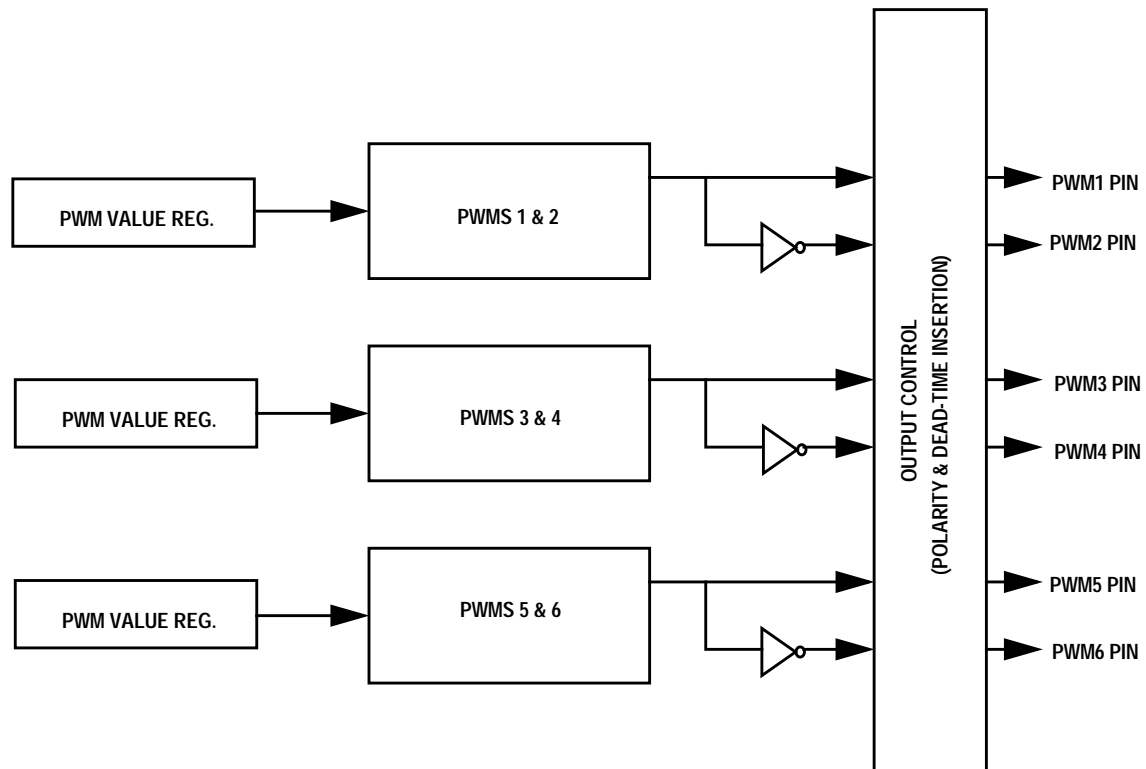 PWM VALUE REG.
PWMS 1 & 2
PWM1 PIN
PWM2 PIN
PWM VALUE REG.
PWMS 3 & 4
PWM3 PIN
PWM4 PIN
PWM VALUE REG.
PWMS 5 & 6
PWM5 PIN
PWM6 PIN
OUTPUT CONTROL
(POLARITY & DEAD-TIME INSERTION)